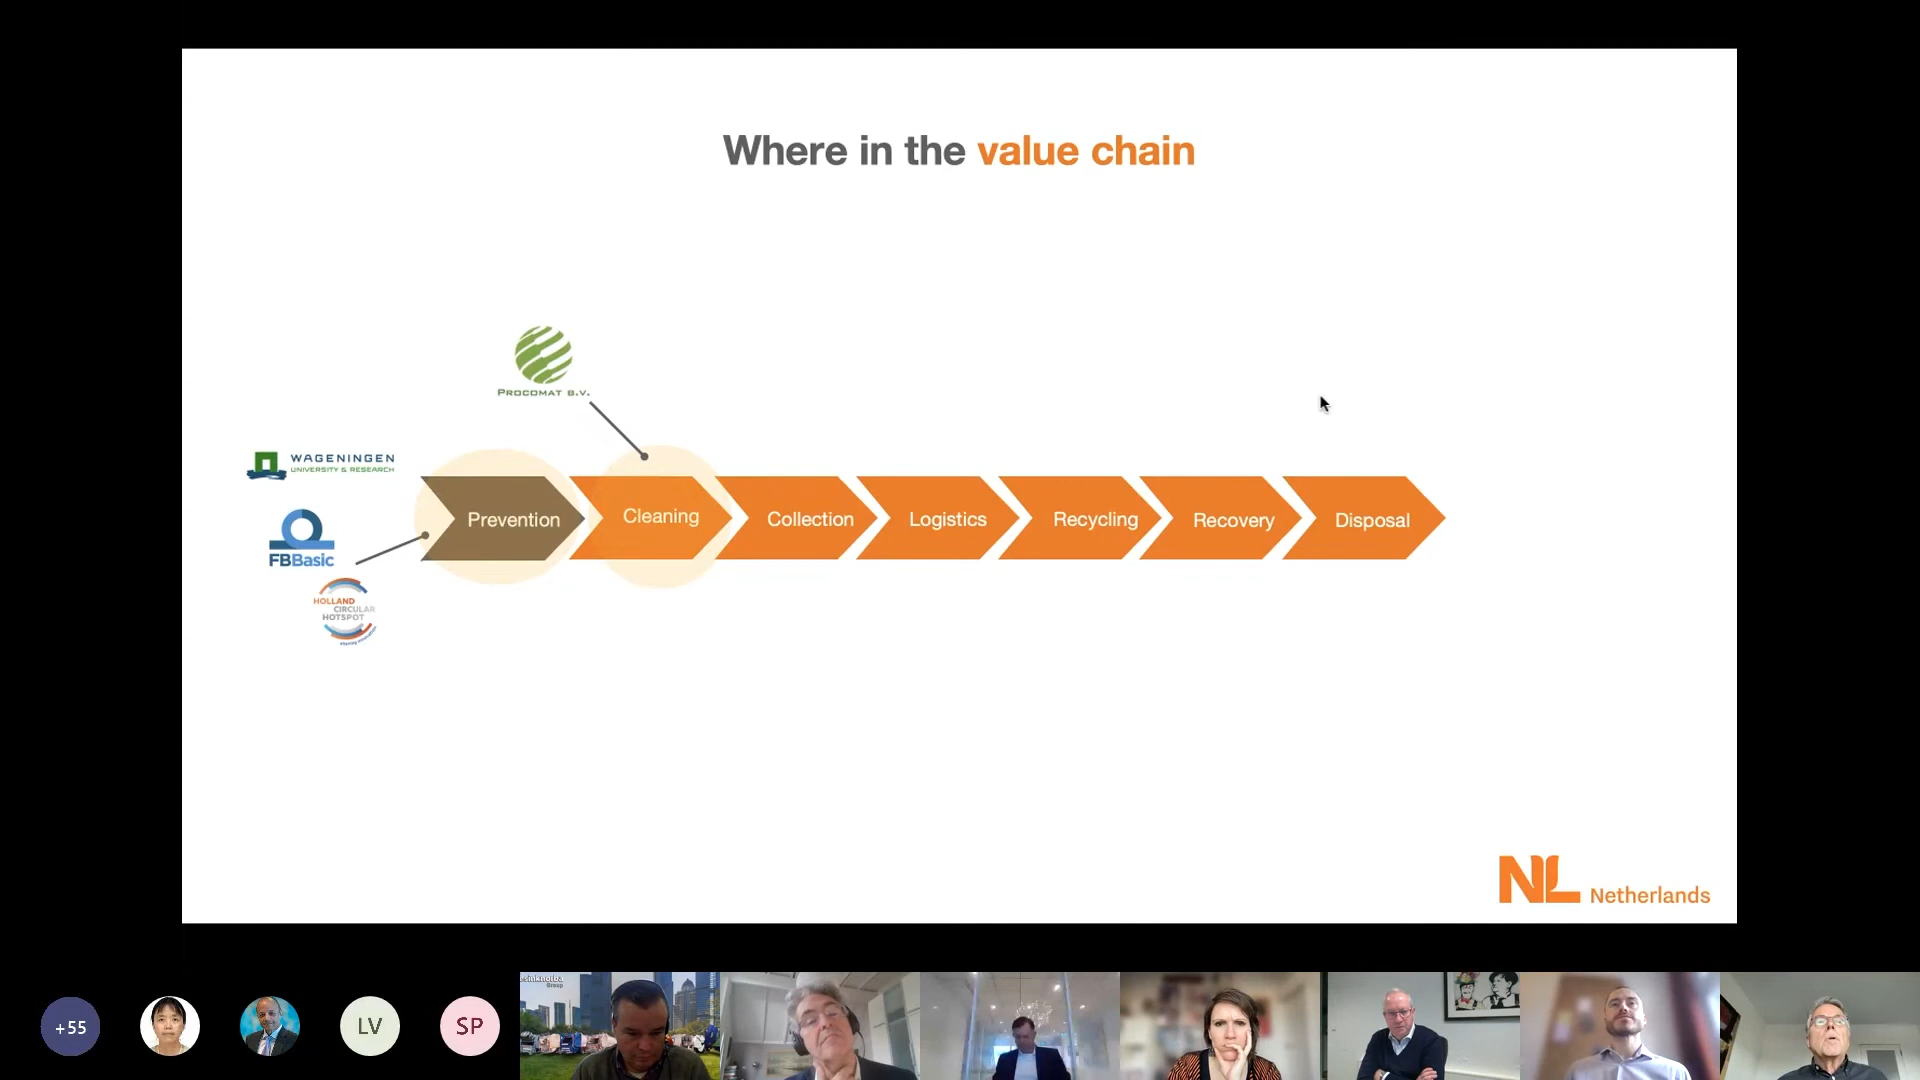 Where in the value chain
PROCOMAT B.V.
WAGENINGEN
UNIVERSITY & RESEARCH
FBBasic
HOLLAND
CIRCULAR
HOTSPOT
Prevention
Cleaning
Collection
Logistics
Recycling
Recovery
Disposal
NL Netherlands
+55
LV
SP
Group